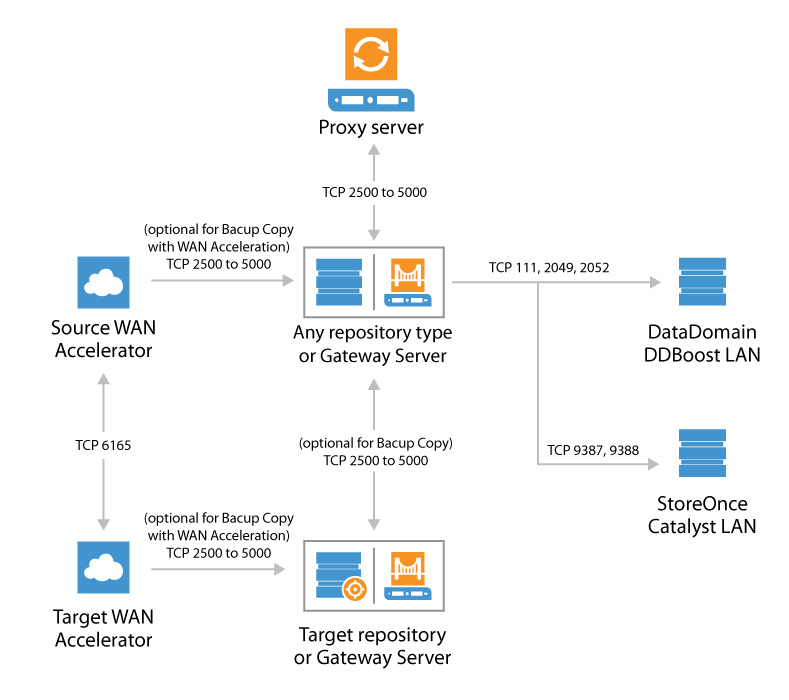 Proxy server
TCP 2500 to 5000
(optional for Bacup Copy
with WAN Acceleration)
TCP 2500 to 5000
TCP 111, 2049, 2052
Source WAN
Accelerator
Any repository type
or Gateway Server
DataDomain
DDBoost LAN
TCP 6165
(optional for Bacup Copy)
TCP 2500 to 5000
TCP 9387, 9388
StoreOnce
Catalyst LAN
(optional for Bacup Copy
with WAN Acceleration)
TCP 2500 to 5000
Target WAN
Accelerator
Target repository
or Gateway Server